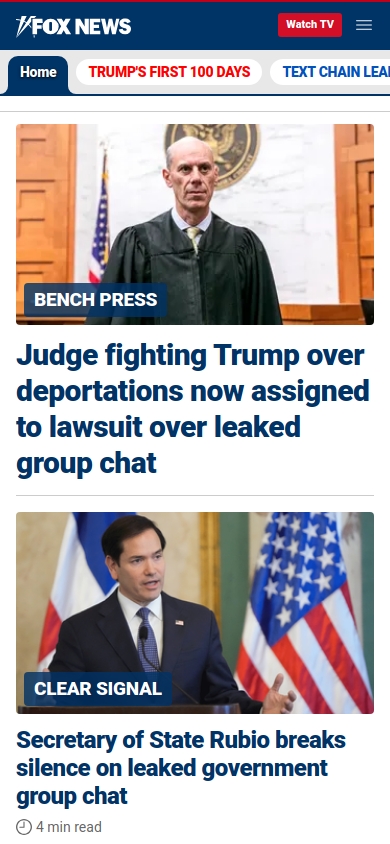 FOX NEWS
Watch TV
Home
TRUMP'S FIRST 100 DAYS
TEXT CHAIN
BENCH PRESS
Judge fighting Trump over
deportations now assigned
to lawsuit over leaked
group chat
CLEAR SIGNAL
Secretary of State Rubio breaks
silence on leaked government
group chat
4 min read